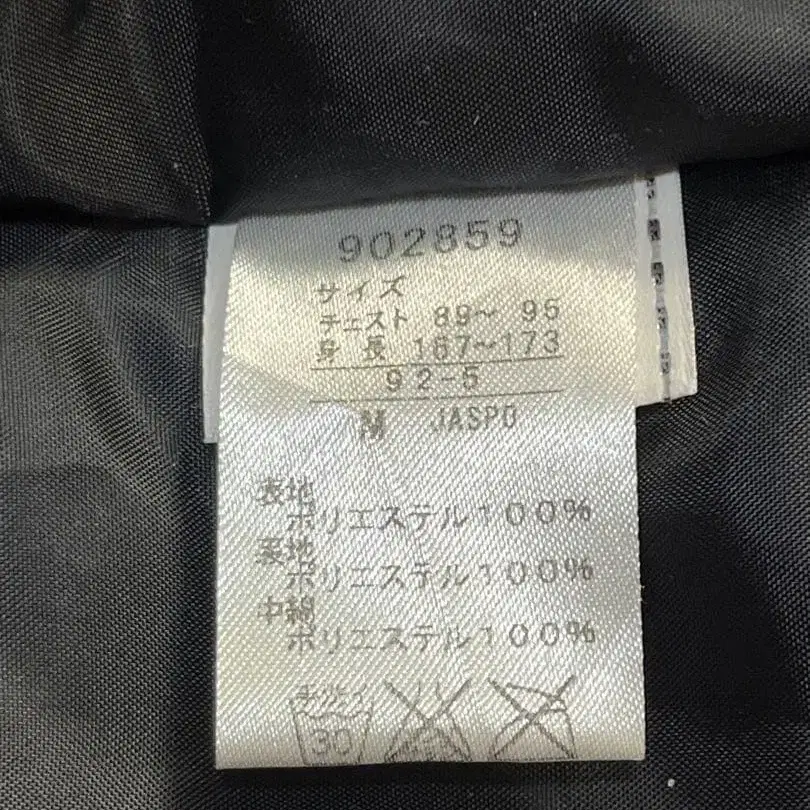 902859
サイズ
チェスト 89〜 95
身長 167〜173
92-5
M JASPO
表地
ポリエステル100%
裏地
ポリエステル100%
中綿
ポリエステル100%
30